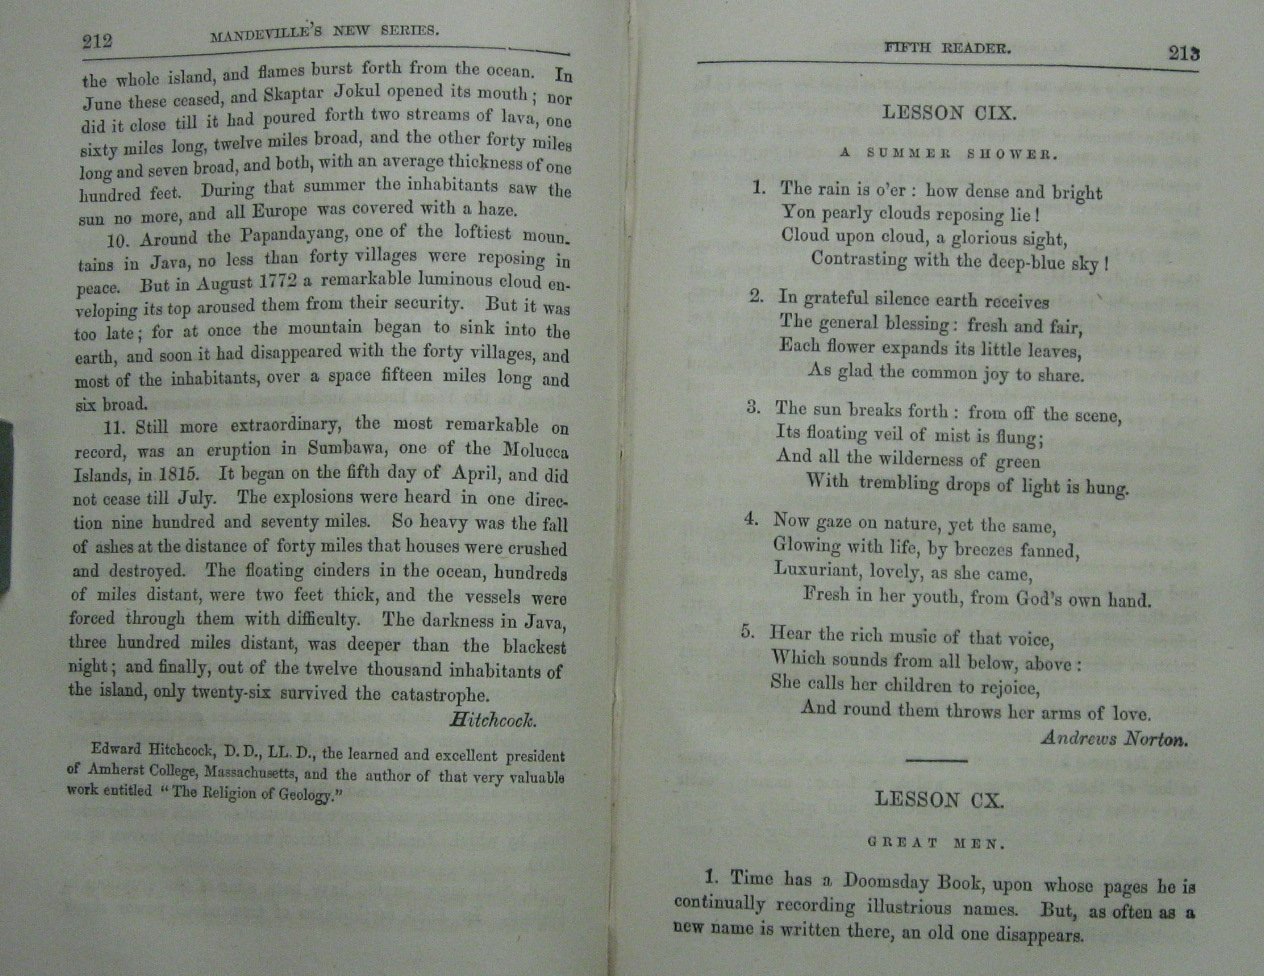 212
MANDEVILLE'S NEW SERIES.
the whole island, and flames burst forth from the ocean. In
June these ceased, and Skaptar Jokul opened its mouth; nor
did it close till it had poured forth two streams of lava, one
sixty miles long, twelve miles broad, and the other forty miles
long and seven broad, and both, with an average thickness of one
hundred feet. During that summer the inhabitants saw the
sun no more, and all Europe was covered with a haze.
10. Around the Papandayang, one of the loftiest moun-
tains in Java, no less than forty villages were reposing in
peace. But in August 1772 a remarkable luminous cloud en-
veloping its top aroused them from their security. But it was
too late; for at once the mountain began to sink into the
earth, and soon it had disappeared with the forty villages, and
most of the inhabitants, over a space fifteen miles long and
six broad.
11. Still more extraordinary, the most remarkable on
record, was an eruption in Sumbawa, one of the Molucca
Islands, in 1815. It began on the fifth day of April, and did
not cease till July. The explosions were heard in one direc-
tion nine hundred and seventy miles. So heavy was the fall
of ashes at the distance of forty miles that houses were crushed
and destroyed. The floating cinders in the ocean, hundreds
of miles distant, were two feet thick, and the vessels were
forced through them with difficulty. The darkness in Java,
three hundred miles distant, was deeper than the blackest
night; and finally, out of the twelve thousand inhabitants of
the island, only twenty-six survived the catastrophe.
Hitchcock.
Edward Hitchcock, D. D., LL. D., the learned and excellent president
of Amherst College, Massachusetts, and the author of that very valuable
work entitled "The Religion of Geology."
FIFTH READER.
213
LESSON CIX.
A SUMMER SHOWER.
1. The rain is o'er: how dense and bright
Yon pearly clouds reposing lie!
Cloud upon cloud, a glorious sight,
Contrasting with the deep-blue sky!
2. In grateful silence earth receives
The general blessing: fresh and fair,
Each flower expands its little leaves,
As glad the common joy to share.
3. The sun breaks forth: from off the scene,
Its floating veil of mist is flung;
And all the wilderness of green
With trembling drops of light is hung.
4. Now gaze on nature, yet the same,
Glowing with life, by breezes fanned,
Luxuriant, lovely, as she came,
Fresh in her youth, from God's own hand.
5. Hear the rich music of that voice,
Which sounds from all below, above:
She calls her children to rejoice,
And round them throws her arms of love.
Andrews Norton.
LESSON CX.
GREAT MEN.
1. Time has a Doomsday Book, upon whose pages he is
continually recording illustrious names. But, as often as a
new name is written there, an old one disappears.